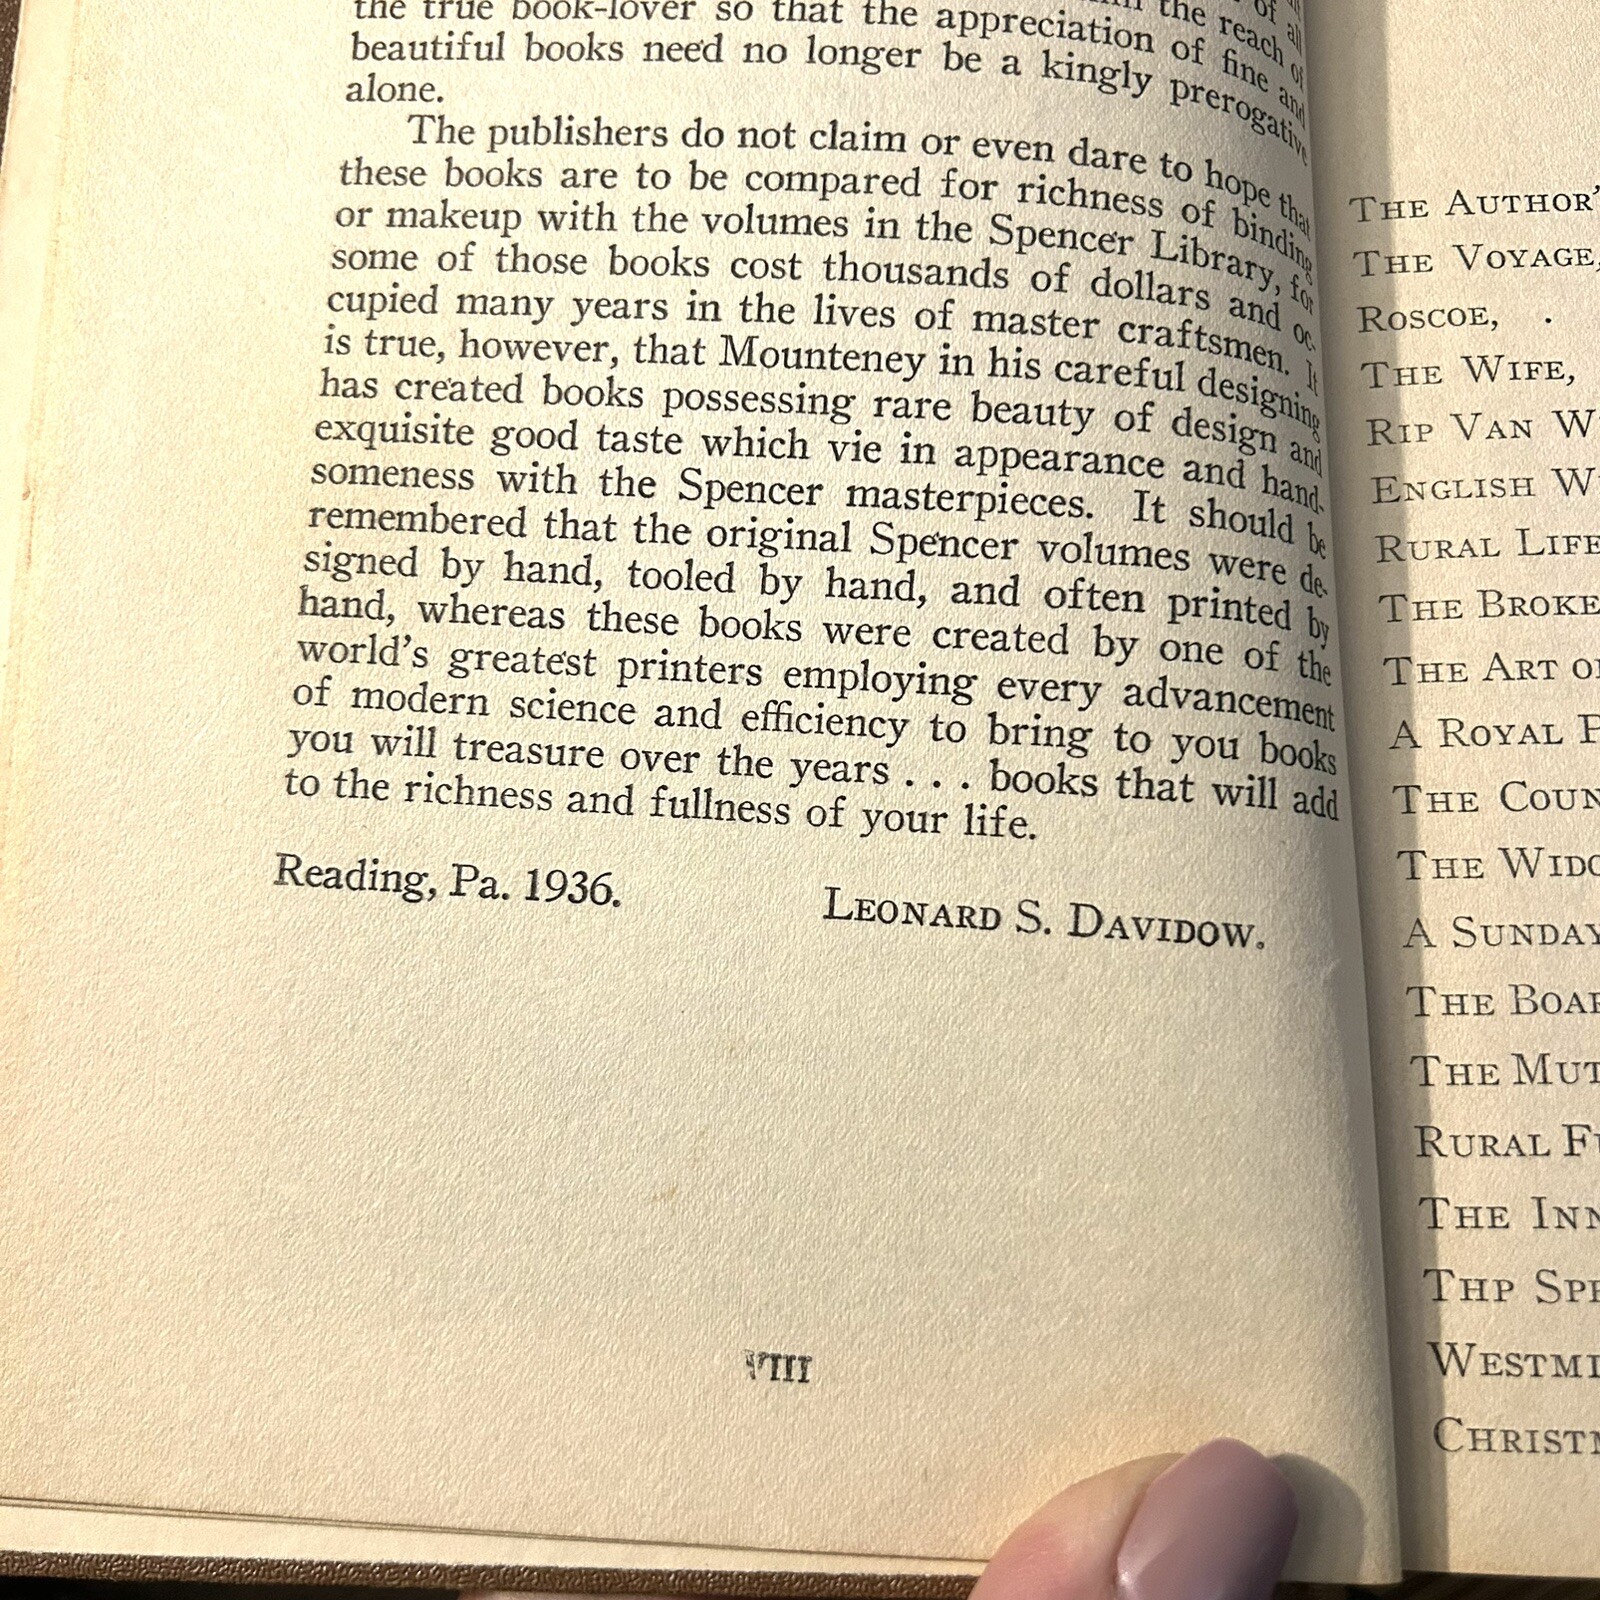 the reach of
the true book-lover so that the appreciation of fine and
beautiful books need no longer be a kingly prerogative
alone.
The publishers do not claim or even dare to hope that
these books are to be compared for richness of binding
or makeup with the volumes in the Spencer Library, for
some of those books cost thousands of dollars and oc-
cupied many years in the lives of master craftsmen. It
is true, however, that Mounteney in his careful designing
has created books possessing rare beauty of design and
exquisite good taste which vie in appearance and hand-
someness with the Spencer masterpieces. It should be
remembered that the original Spencer volumes were de-
signed by hand, tooled by hand, and often printed by
hand, whereas these books were created by one of the
world's greatest printers employing every advancement
of modern science and efficiency to bring to you books
you will treasure over the years . . . books that will add
to the richness and fullness of your life.
Reading, Pa. 1936.
LEONARD S. DAVIDOW.
VIII
THE AUTHOR'
THE VOYAGE,
ROSCOE, .
THE WIFE,
RIP VAN W
ENGLISH W
RURAL LIFE
THE BROKE
THE ART
A ROYAL P
THE COUN
THE WIDO
A SUNDAY
THE BOAR
THE MUT
RURAL FU
THE INN
THP SPE
WESTMI
CHRISTM